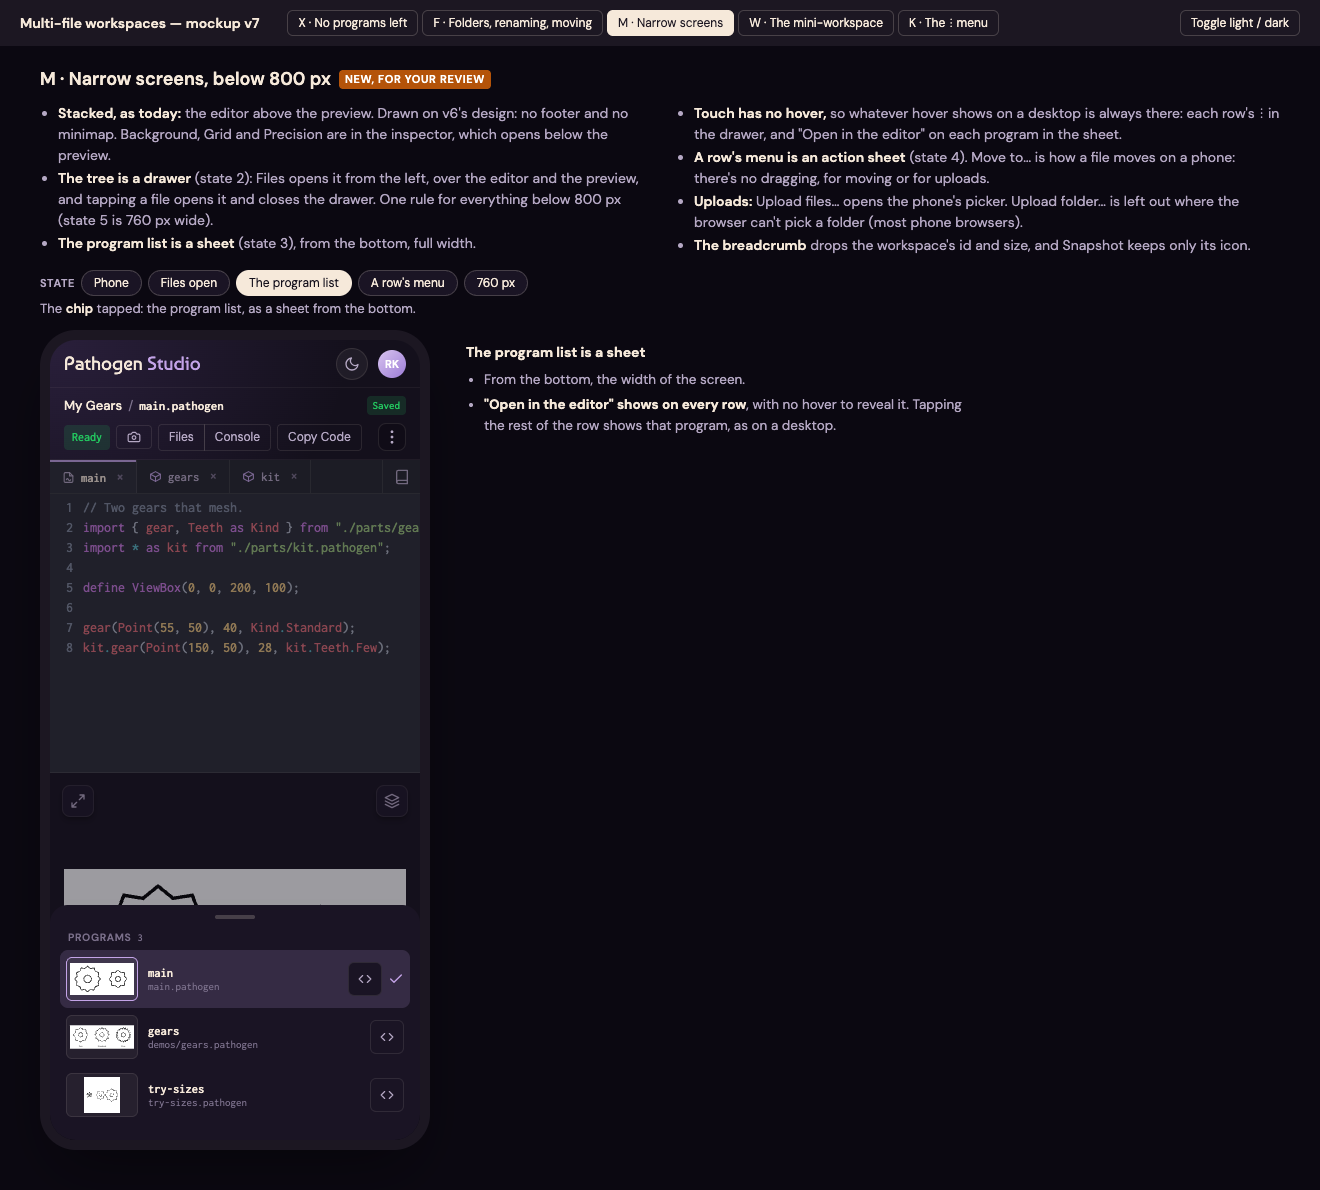 Multi-file workspaces — mockup v7
X · No programs left
F · Folders, renaming, moving
M · Narrow screens
W · The mini-workspace
K · The ⋮ menu
Toggle light / dark
M · Narrow screens, below 800 px
NEW, FOR YOUR REVIEW
• Stacked, as today: the editor above the preview. Drawn on v6's design: no footer and no
minimap. Background, Grid and Precision are in the inspector, which opens below the
preview.
• The tree is a drawer (state 2): Files opens it from the left, over the editor and the preview,
and tapping a file opens it and closes the drawer. One rule for everything below 800 px
(state 5 is 760 px wide).
• The program list is a sheet (state 3), from the bottom, full width.
• Touch has no hover, so whatever hover shows on a desktop is always there: each row's ⋮ in
the drawer, and "Open in the editor" on each program in the sheet.
• A row's menu is an action sheet (state 4). Move to… is how a file moves on a phone:
there's no dragging, for moving or for uploads.
• Uploads: Upload files… opens the phone's picker. Upload folder… is left out where the
browser can't pick a folder (most phone browsers).
• The breadcrumb drops the workspace's id and size, and Snapshot keeps only its icon.
STATE
Phone
Files open
The program list
A row's menu
760 px
The chip tapped: the program list, as a sheet from the bottom.
Pathogen Studio
RK
My Gears / main.pathogen
Saved
Ready
Files
Console
Copy Code
main ×
gears ×
kit ×
1 // Two gears that mesh.
2 import { gear, Teeth as Kind } from "./parts/gea
3 import * as kit from "./parts/kit.pathogen";
4
5 define ViewBox(0, 0, 200, 100);
6
7 gear(Point(55, 50), 40, Kind.Standard);
8 kit.gear(Point(150, 50), 28, kit.Teeth.Few);
PROGRAMS 3
main
main.pathogen
gears
demos/gears.pathogen
try-sizes
try-sizes.pathogen
The program list is a sheet
• From the bottom, the width of the screen.
• "Open in the editor" shows on every row, with no hover to reveal it. Tapping
the rest of the row shows that program, as on a desktop.